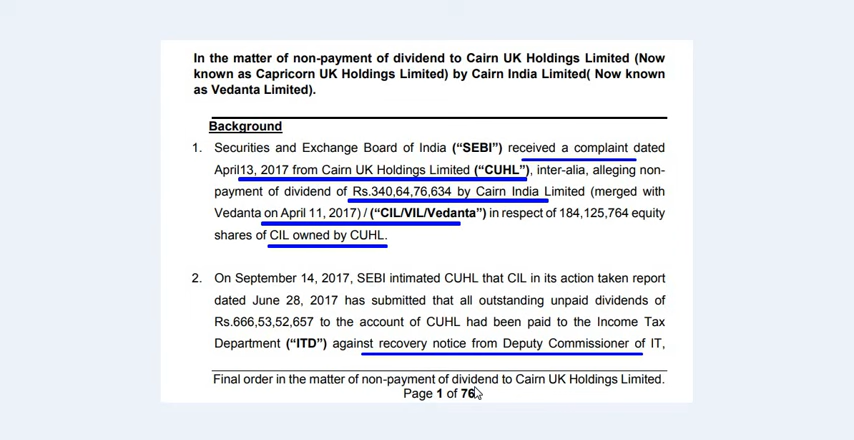 In the matter of non-payment of dividend to Cairn UK Holdings Limited (Now
known as Capricorn UK Holdings Limited) by Cairn India Limited( Now known
as Vedanta Limited).
Background
1. Securities and Exchange Board of India (“SEBI”) received a complaint dated
April13, 2017 from Cairn UK Holdings Limited (“CUHL”), inter-alia, alleging non-
payment of dividend of Rs.340,64,76,634 by Cairn India Limited (merged with
Vedanta on April 11, 2017) / (“CIL/VIL/Vedanta”) in respect of 184,125,764 equity
shares of CIL owned by CUHL.
2. On September 14, 2017, SEBI intimated CUHL that CIL in its action taken report
dated June 28, 2017 has submitted that all outstanding unpaid dividends of
Rs.666,53,52,657 to the account of CUHL had been paid to the Income Tax
Department (“ITD”) against recovery notice from Deputy Commissioner of IT,
Final order in the matter of non-payment of dividend to Cairn UK Holdings Limited.
Page 1 of 76